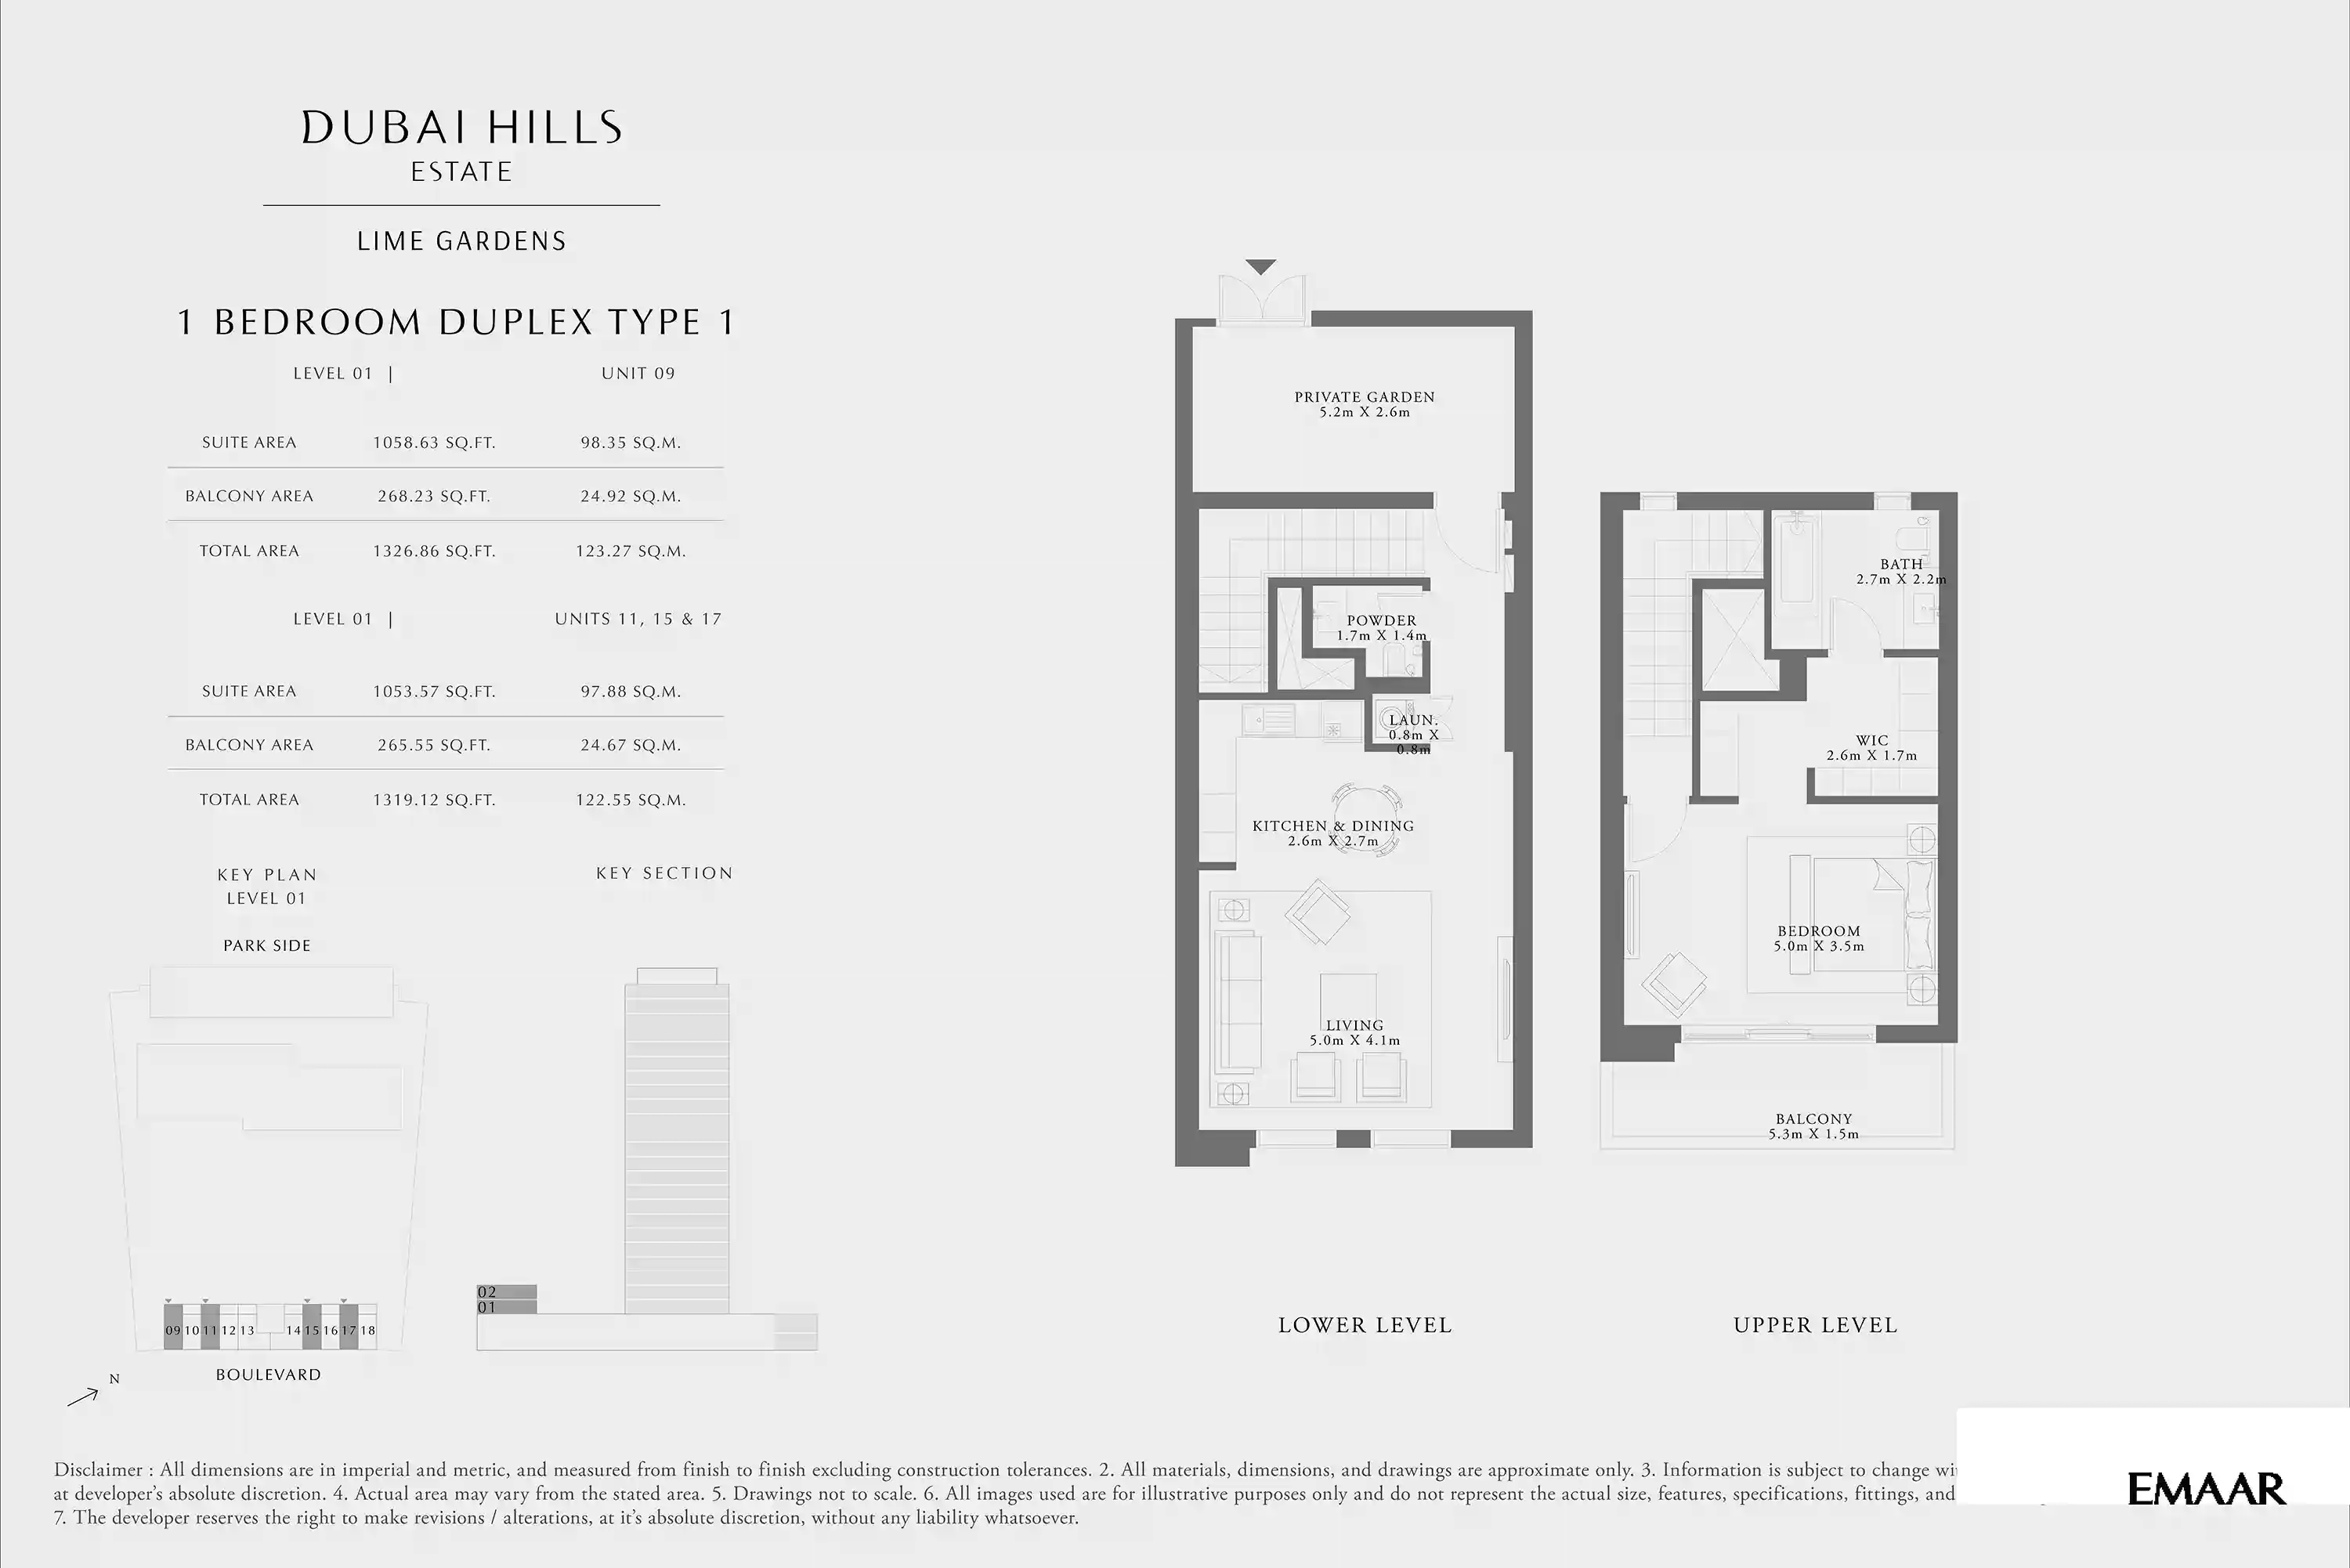 DUBAI HILLS
ESTATE
LIME GARDENS
1 BEDROOM DUPLEX TYPE 1
LEVEL 01 | UNIT 09
SUITE AREA 1058.63 SQ.FT. 98.35 SQ.M.
BALCONY AREA 268.23 SQ.FT. 24.92 SQ.M.
TOTAL AREA 1326.86 SQ.FT. 123.27 SQ.M.
LEVEL 01 | UNITS 11, 15 & 17
SUITE AREA 1053.57 SQ.FT. 97.88 SQ.M.
BALCONY AREA 265.55 SQ.FT. 24.67 SQ.M.
TOTAL AREA 1319.12 SQ.FT. 122.55 SQ.M.
KEY PLAN
LEVEL 01
PARK SIDE
09 10 11 12 13 14 15 16 17 18
BOULEVARD
N
KEY SECTION
02
01
PRIVATE GARDEN
5.2m X 2.6m
POWDER
1.7m X 1.4m
LAUN.
0.8m X
0.8m
KITCHEN & DINING
2.6m X 2.7m
LIVING
5.0m X 4.1m
LOWER LEVEL
BATH
2.7m X 2.2m
WIC
2.6m X 1.7m
BEDROOM
5.0m X 3.5m
BALCONY
5.3m X 1.5m
UPPER LEVEL
Disclaimer : All dimensions are in imperial and metric, and measured from finish to finish excluding construction tolerances. 2. All materials, dimensions, and drawings are approximate only. 3. Information is subject to change
at developer's absolute discretion. 4. Actual area may vary from the stated area. 5. Drawings not to scale. 6. All images used are for illustrative purposes only and do not represent the actual size, features, specifications, fittings, and
7. The developer reserves the right to make revisions / alterations, at it's absolute discretion, without any liability whatsoever.
EMAAR